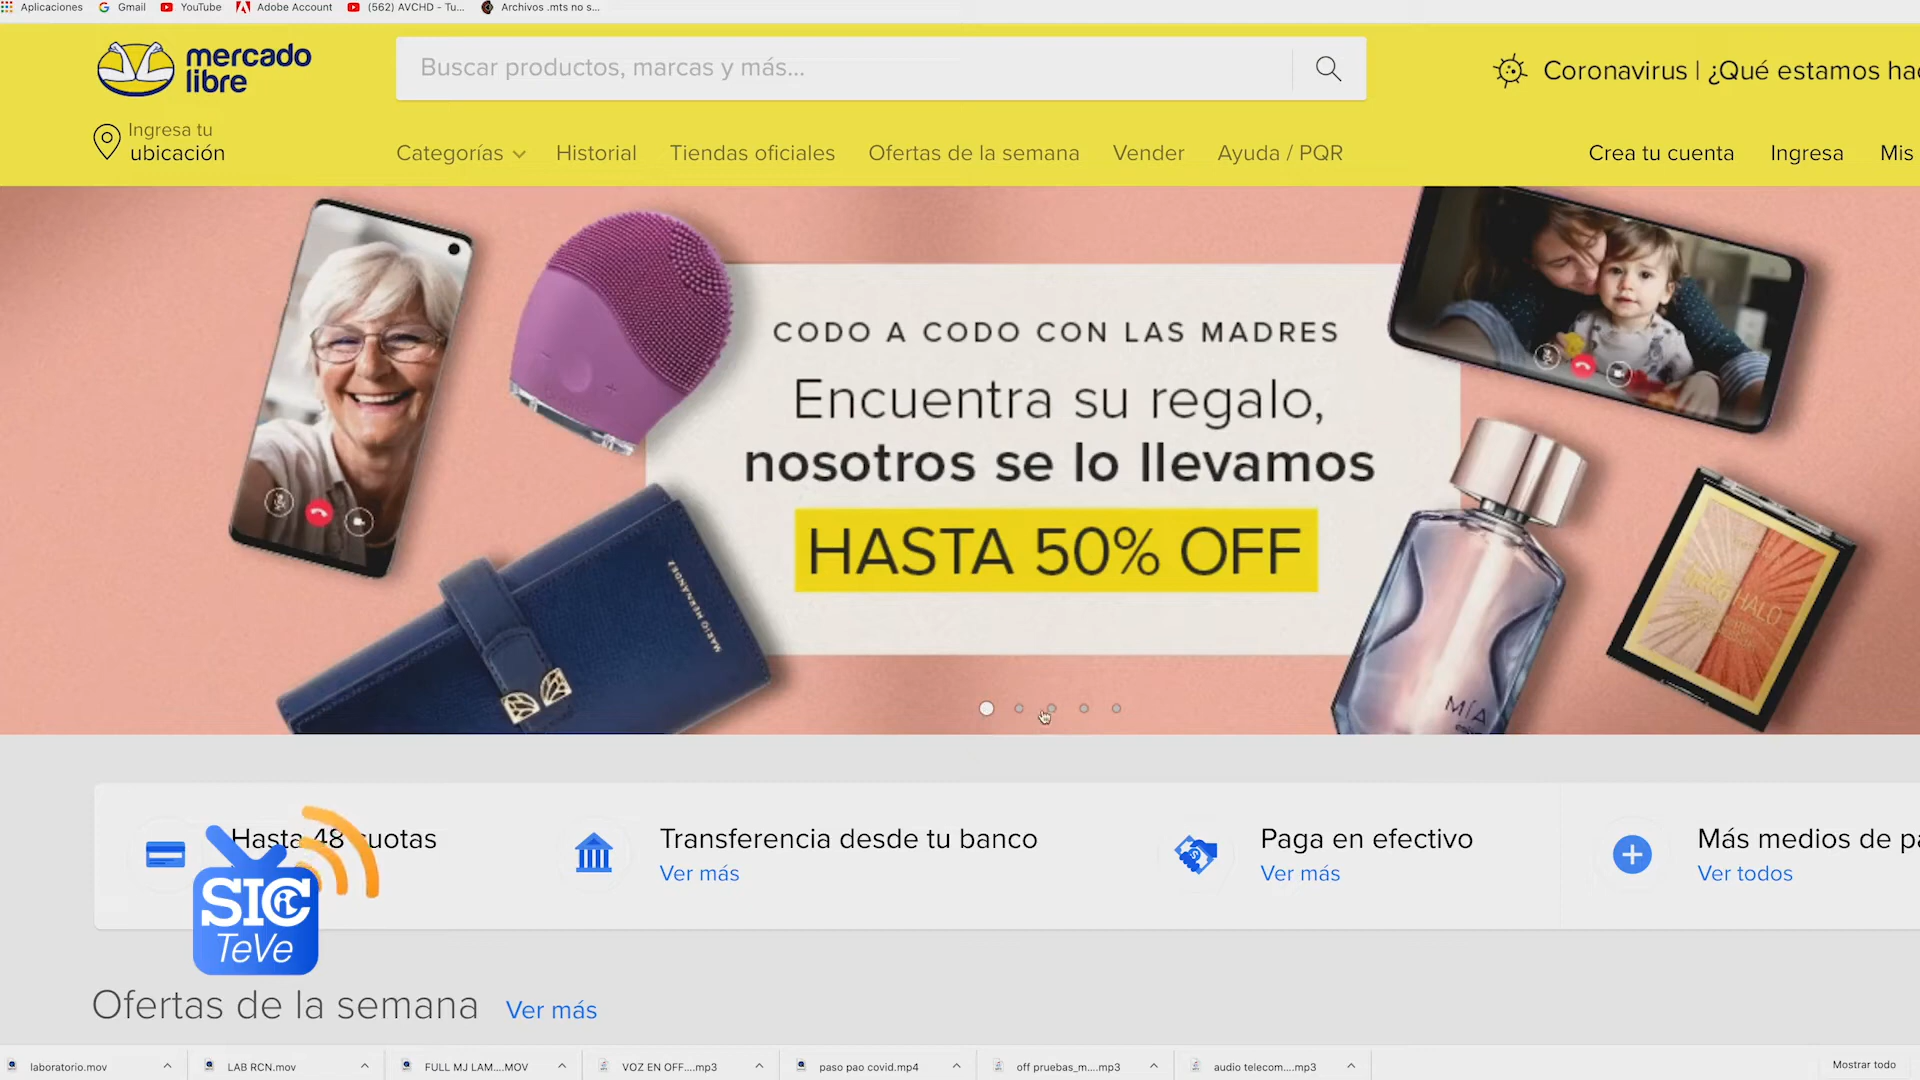 Aplicaciones
Gmail
YouTube
Adobe Account
(562) AVCHD - Tu...
Archivos .mts no s...
mercado
libre
Buscar productos, marcas y más...
Coronavirus | ¿Qué estamos hac
Ingresa tu
ubicación
Categorías
Historial
Tiendas oficiales
Ofertas de la semana
Vender
Ayuda / PQR
Crea tu cuenta
Ingresa
Mis
CODO A CODO CON LAS MADRES
Encuentra su regalo,
nosotros se lo llevamos
HASTA 50% OFF
MARIO HERNÁNDEZ
MÍA
HALO
Hasta 48 cuotas
Transferencia desde tu banco
Ver más
Paga en efectivo
Ver más
Más medios de pa
Ver todos
SIC
TeVe
Ofertas de la semana
Ver más
laboratorio.mov
LAB RCN.mov
FULL MJ LAM....MOV
VOZ EN OFF....mp3
paso pao covid.mp4
off pruebas_m....mp3
audio telecom....mp3
Mostrar todo